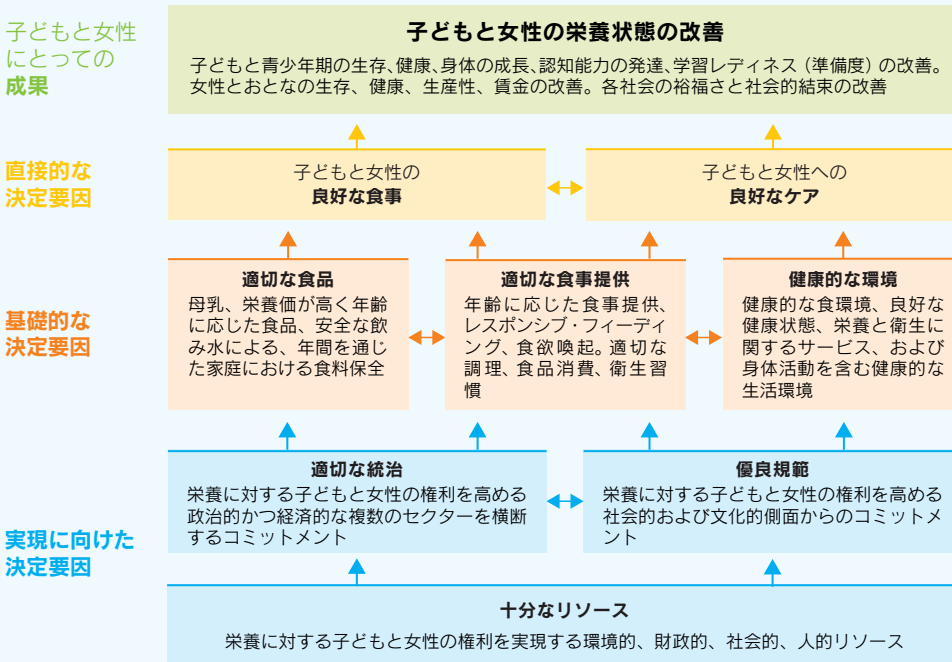 子どもと女性
にとっての
成果
子どもと女性の栄養状態の改善
子どもと青少年期の生存、健康、身体の成長、認知能力の発達、学習レディネス（準備度）の改善。
女性とおとなの生存、健康、生産性、賃金の改善。各社会の裕福さと社会的結束の改善
直接的な
決定要因
子どもと女性の
良好な食事
子どもと女性への
良好なケア
基礎的な
決定要因
適切な食品
母乳、栄養価が高く年齢
に応じた食品、安全な飲
み水による、年間を通じ
た家庭における食料保全
適切な食事提供
年齢に応じた食事提供、
レスポンシブ・フィーディ
ング、食欲喚起。適切な
調理、食品消費、衛生習
慣
健康的な環境
健康的な食環境、良好な
健康状態、栄養と衛生に
関するサービス、および
身体活動を含む健康的な
生活環境
実現に向けた
決定要因
適切な統治
栄養に対する子どもと女性の権利を高める
政治的かつ経済的な複数のセクターを横断
するコミットメント
優良規範
栄養に対する子どもと女性の権利を高める
社会的および文化的側面からのコミットメ
ント
十分なリソース
栄養に対する子どもと女性の権利を実現する環境的、財政的、社会的、人的リソース